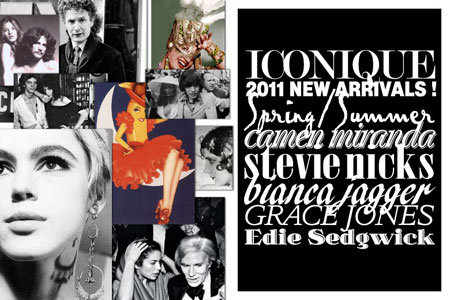 ICONIQUE
2011 NEW ARRIVALS !
Spring/Summer
camen miranda
stevie nicks
bianca jagger
GRACE JONES
Edie Sedgwick